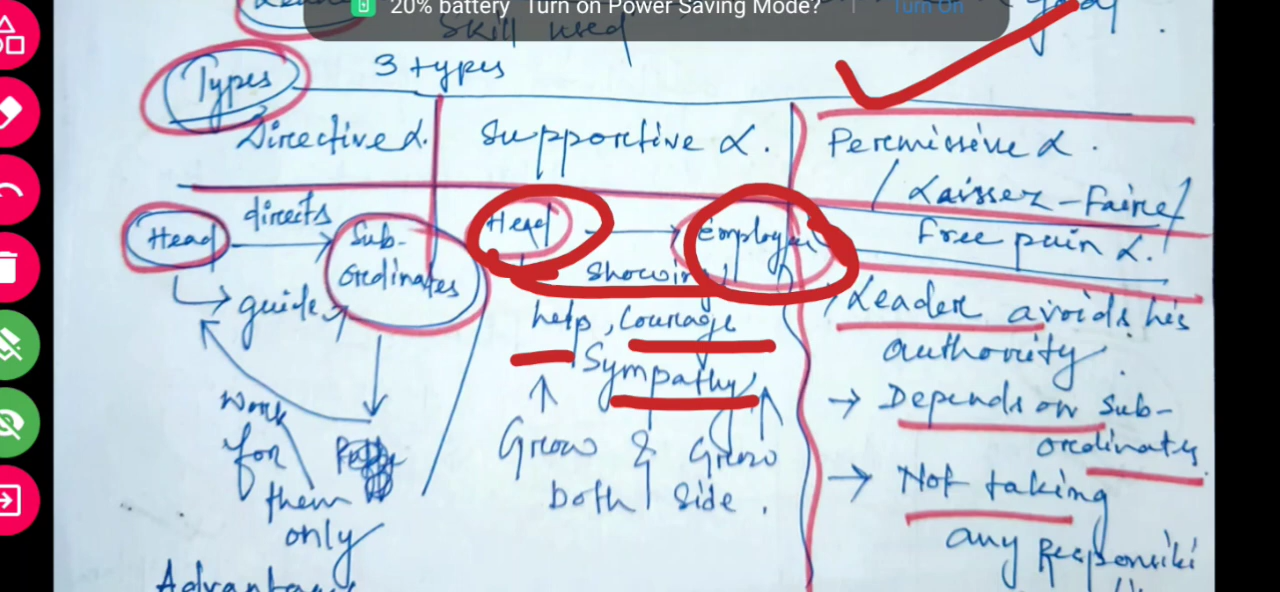 20% battery Turn on Power Saving Mode? Turn On
Skill used
Types
3 types
Directive L.
Head
directs
Sub-
ordinates
guide
Work
for
them
only
Supportive L.
Head
Employee
Showing
help, Courage
Sympathy
Grow & Grow
both side.
Permissive L.
/ Laissez-Faire/
Free rein L.
Leader avoids his
authority.
→ Depends on sub-
ordinates
→ Not taking
any